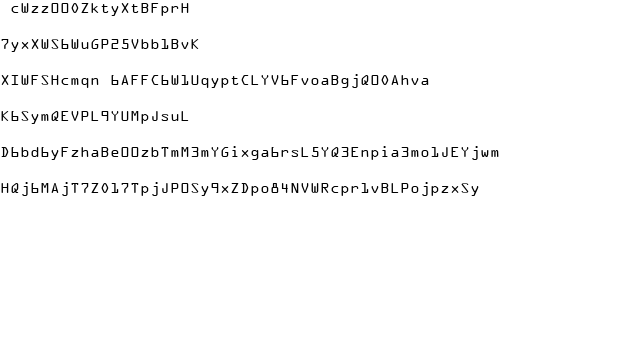 cWzzOO0ZktyXtBFprH
7yxXWS6WuGP25Vbb1BvK
XIWFSHcmqn 6AFFC6W1UqyptCLYV6FvoaBgjQO0Ahva
K6SymQEVPL9YUMpJsuL
D6bd6yFzhaBeOOzbTmM3mYGixga6rsL5YQ3Enpia3mo1JEYjwm
HQj6MAjT7Z017TpjJPOSy9xZDpo84NVWRcpr1vBLPojpzxSy